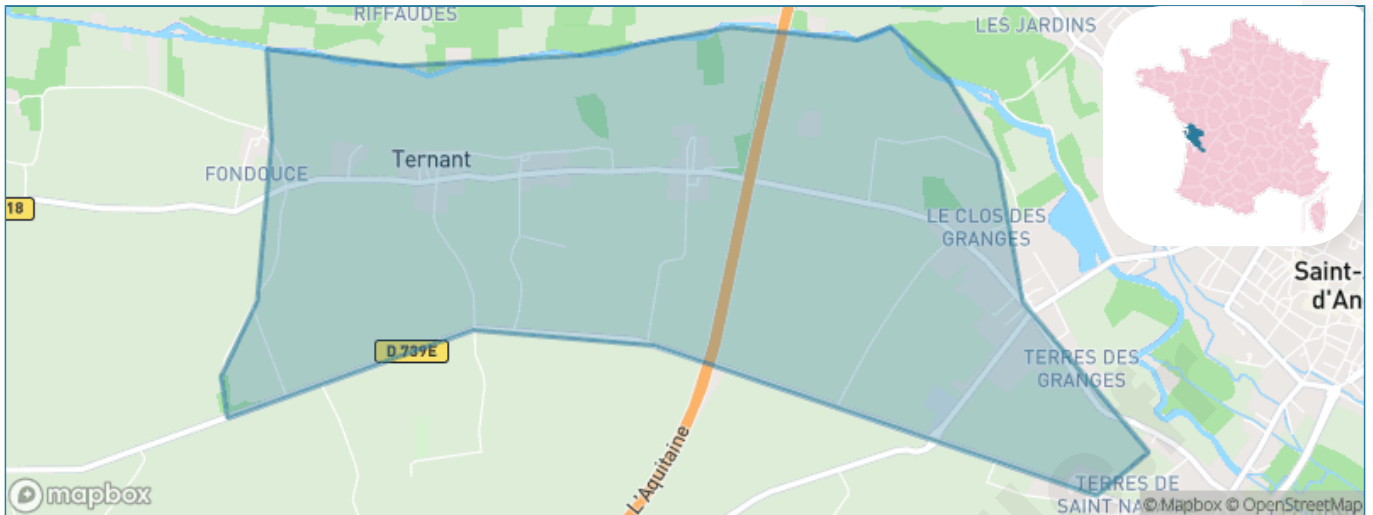 RIFFAUDES
LES JARDINS
Ternant
FONDOUCE
18
LE CLOS DES
GRANGES
Saint-
d'An
D 739E
TERRES DES
GRANGES
L'Aquitaine
TERRES DE
SAINT NA
mapbox
© Mapbox © OpenStreetMap